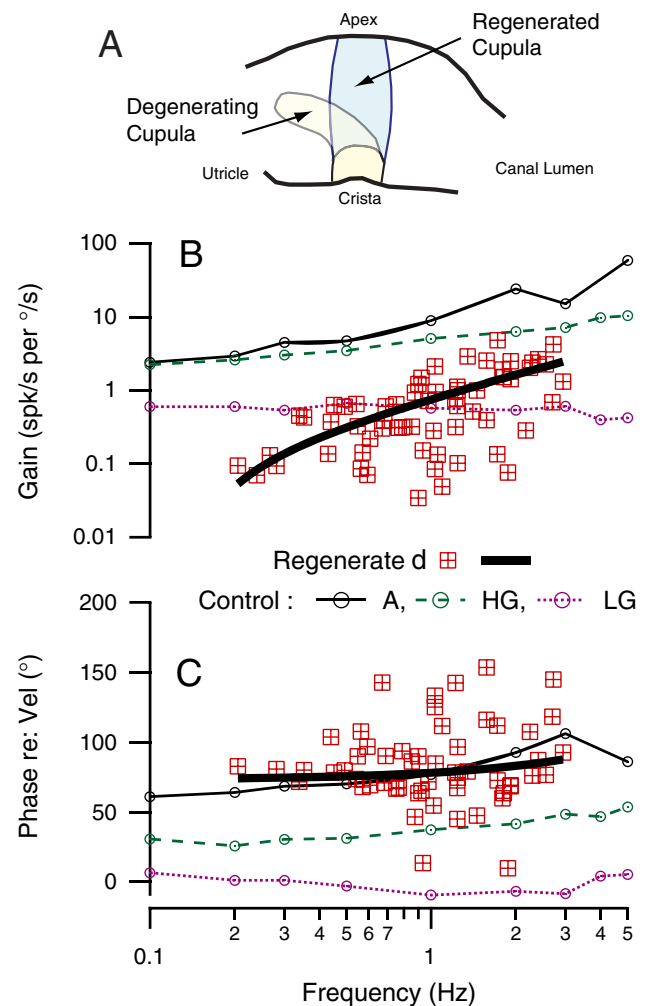 A
Apex
Regenerated
Cupula
Degenerating
Cupula
Utricle
Canal Lumen
Crista
B
Gain (spk/s per °/s)
100
10
1
0.1
0.01
Regenerate d
Control : A, HG, LG
C
Phase re: Vel (°)
200
150
100
50
0
2 3 4 5 6 7 2 3 4 5
0.1 1
Frequency (Hz)